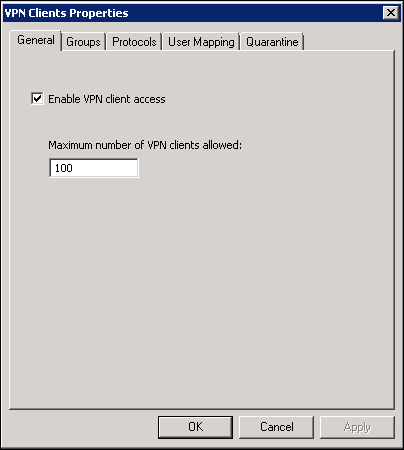 VPN Clients Properties
General Groups Protocols User Mapping Quarantine
Enable VPN client access
Maximum number of VPN clients allowed:
100
OK Cancel Apply